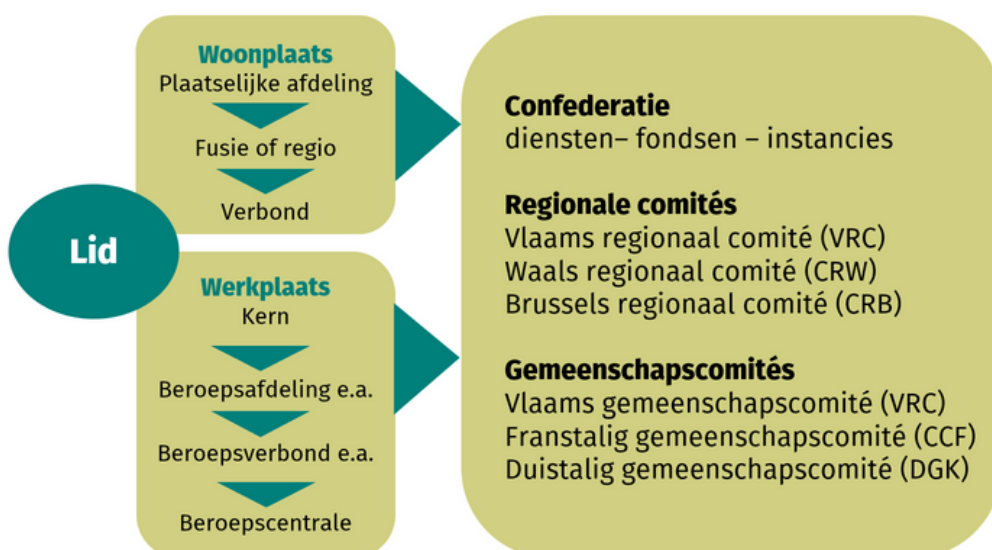 Lid
Woonplaats
Plaatselijke afdeling
Fusie of regio
Verbond
Werkplaats
Kern
Beroepsafdeling e.a.
Beroepsverbond e.a.
Beroepscentrale
Confederatie
diensten– fondsen – instancies
Regionale comités
Vlaams regionaal comité (VRC)
Waals regionaal comité (CRW)
Brussels regionaal comité (CRB)
Gemeenschapscomités
Vlaams gemeenschapscomité (VRC)
Franstalig gemeenschapscomité (CCF)
Duistalig gemeenschapscomité (DGK)